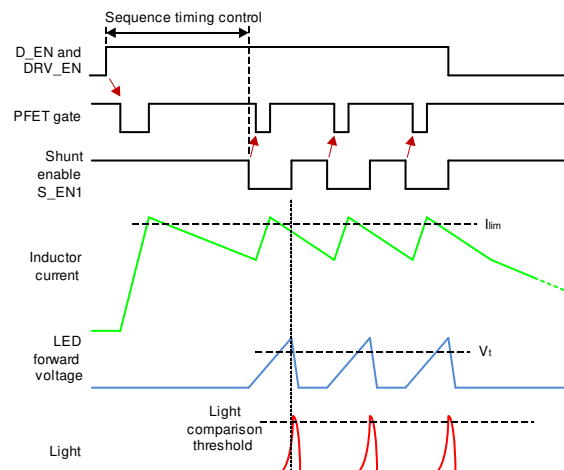 Sequence timing control
D_EN and
DRV_EN
PFET gate
Shunt
enable
S_EN1
Ilim
Inductor
current
LED
forward
voltage
Vt
Light
comparison
threshold
Light